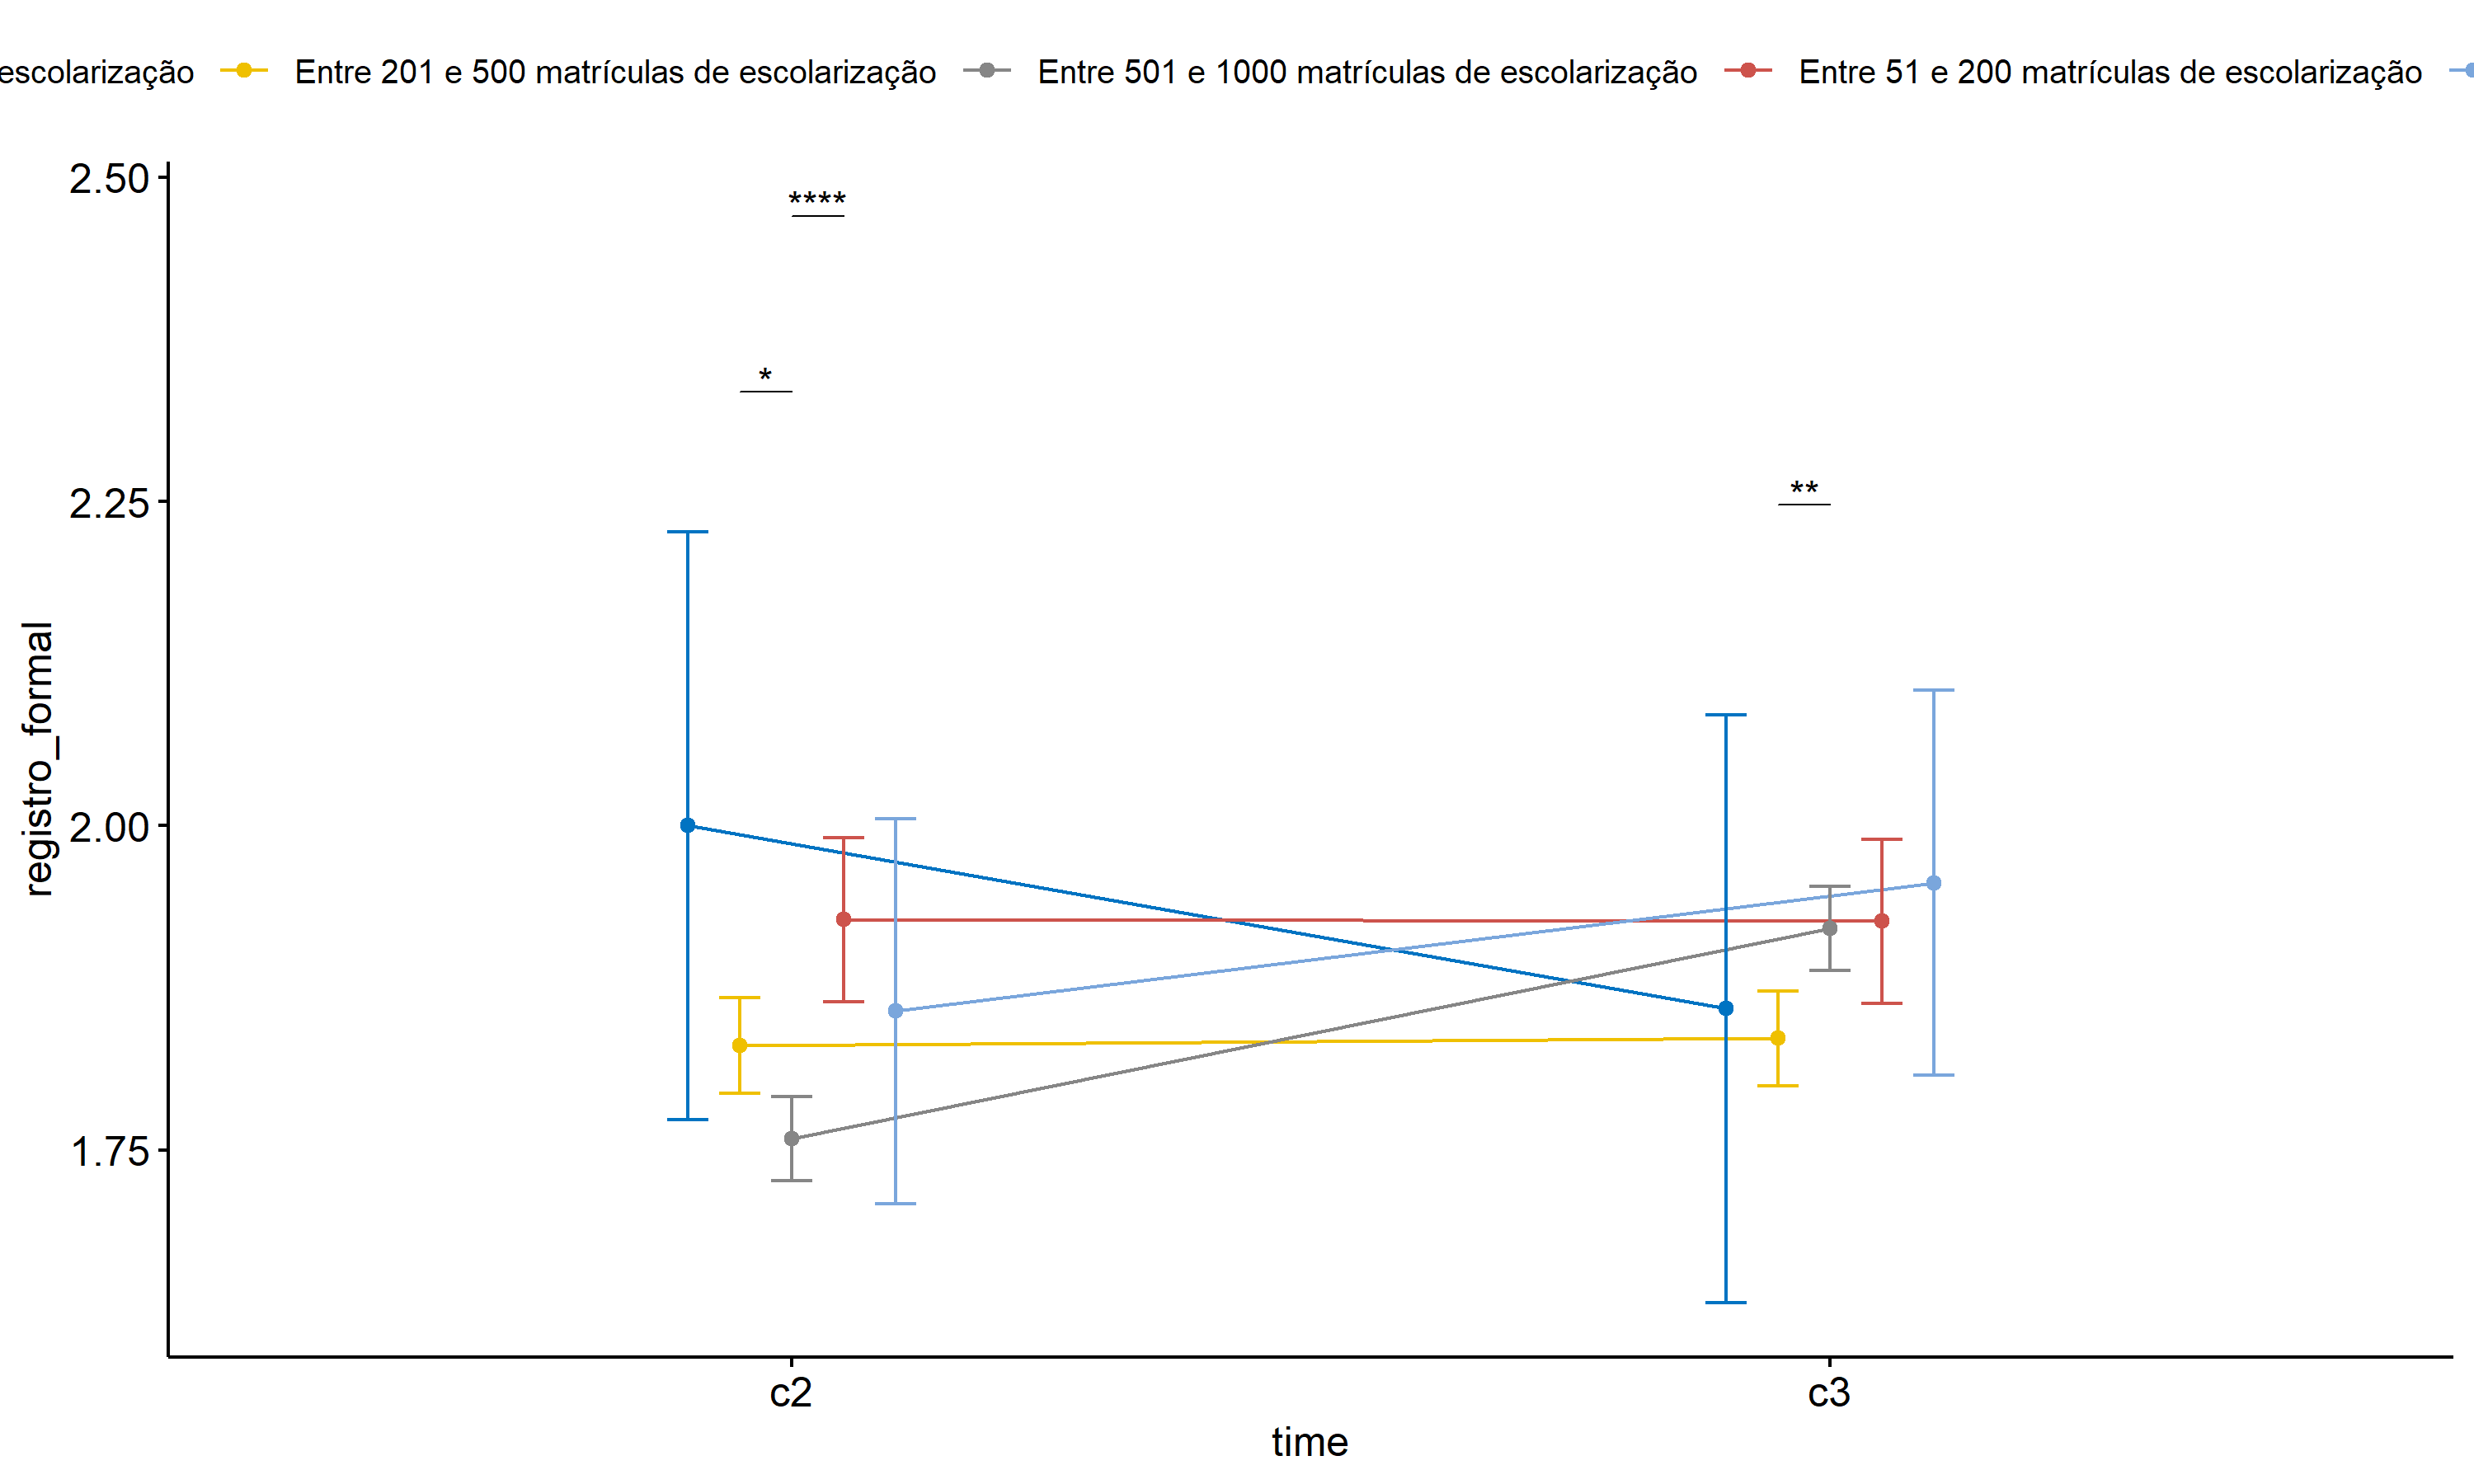 escolarização Entre 201 e 500 matrículas de escolarização Entre 501 e 1000 matrículas de escolarização Entre 51 e 200 matrículas de escolarização
2.50
****
*
2.25
**
registro_formal
2.00
1.75
c2 c3
time